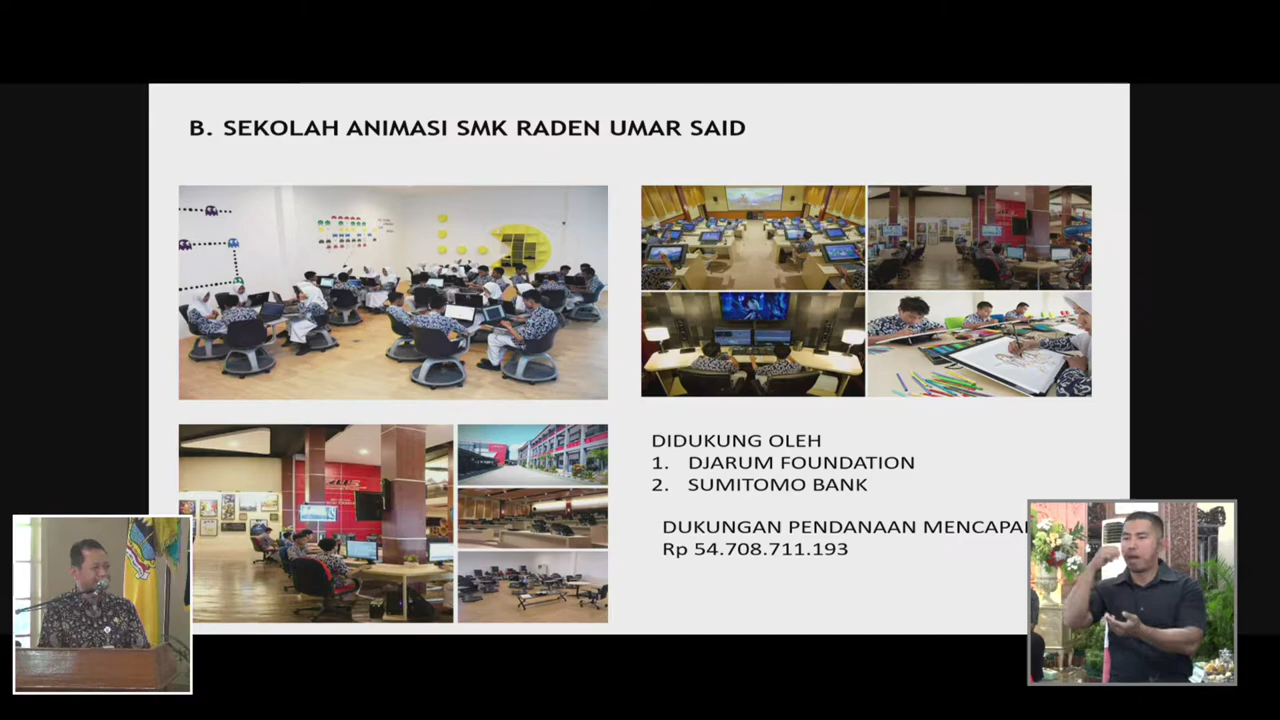 B. SEKOLAH ANIMASI SMK RADEN UMAR SAID
DIDUKUNG OLEH
1. DJARUM FOUNDATION
2. SUMITOMO BANK
DUKUNGAN PENDANAAN MENCAPAI
Rp 54.708.711.193